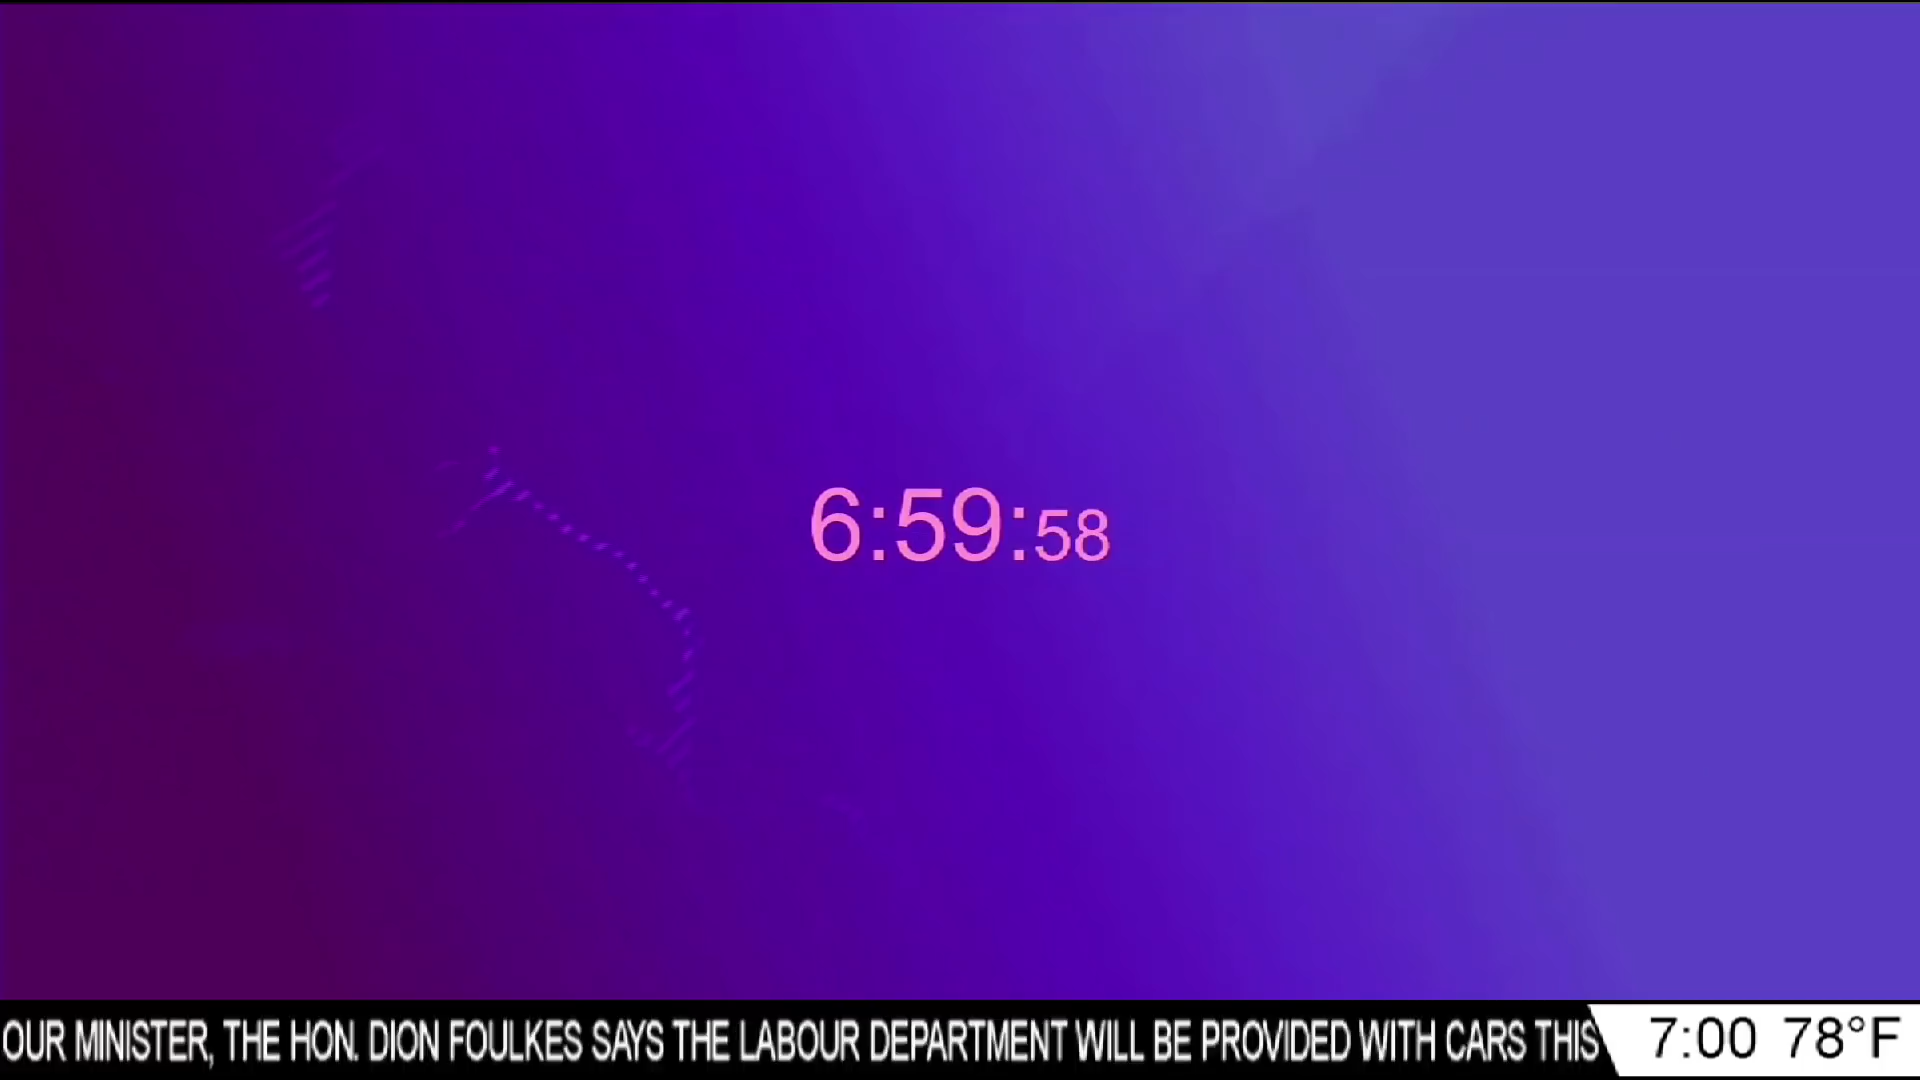 6:59:58
OUR MINISTER, THE HON. DION FOULKES SAYS THE LABOUR DEPARTMENT WILL BE PROVIDED WITH CARS THIS
7:00 78°F